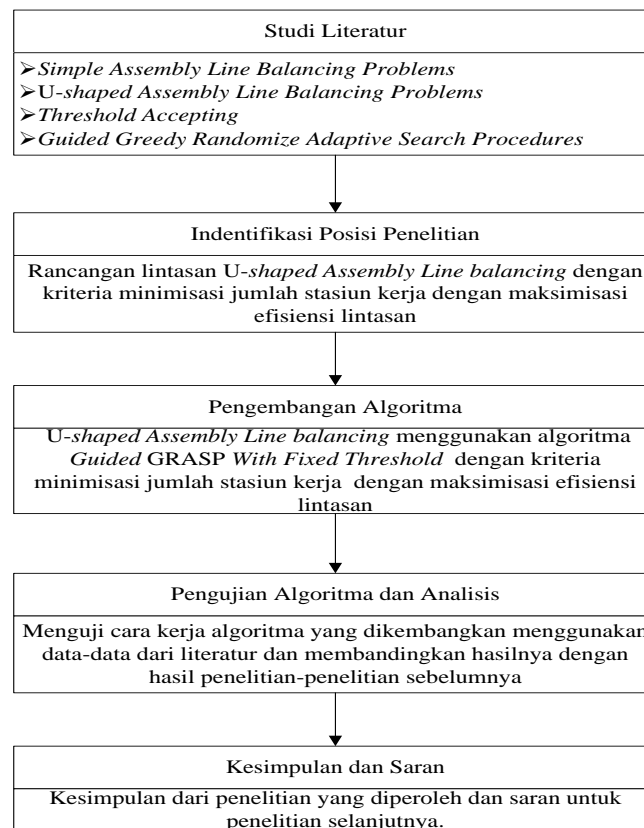 Studi Literatur
➢Simple Assembly Line Balancing Problems
➢U-shaped Assembly Line Balancing Problems
➢Threshold Accepting
➢Guided Greedy Randomize Adaptive Search Procedures
Indentifikasi Posisi Penelitian
Rancangan lintasan U-shaped Assembly Line balancing dengan
kriteria minimisasi jumlah stasiun kerja dengan maksimisasi
efisiensi lintasan
Pengembangan Algoritma
U-shaped Assembly Line balancing menggunakan algoritma
Guided GRASP With Fixed Threshold dengan kriteria
minimisasi jumlah stasiun kerja dengan maksimisasi efisiensi
lintasan
Pengujian Algoritma dan Analisis
Menguji cara kerja algoritma yang dikembangkan menggunakan
data-data dari literatur dan membandingkan hasilnya dengan
hasil penelitian-penelitian sebelumnya
Kesimpulan dan Saran
Kesimpulan dari penelitian yang diperoleh dan saran untuk
penelitian selanjutnya.